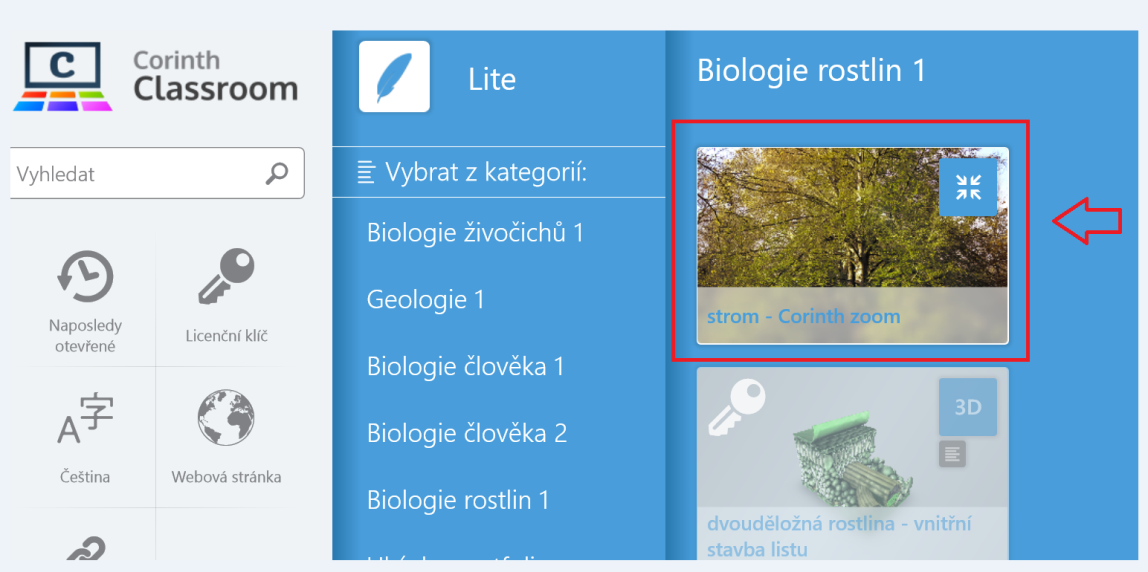 C
Corinth
Classroom
Vyhledat
Naposledy
otevřené
Licenční klíč
A字
Čeština
Webová stránka
Lite
Vybrat z kategorií:
Biologie živočichů 1
Geologie 1
Biologie člověka 1
Biologie člověka 2
Biologie rostlin 1
Biologie rostlin 1
strom - Corinth zoom
3D
dvouděložná rostlina - vnitřní
stavba listu